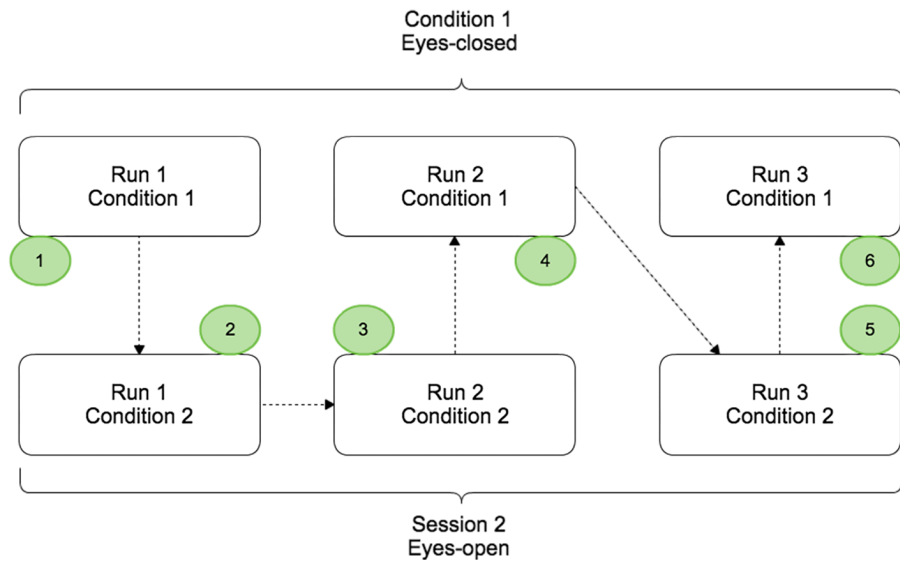 Condition 1
Eyes-closed
Run 1
Condition 1
Run 2
Condition 1
Run 3
Condition 1
1
4
6
2
3
5
Run 1
Condition 2
Run 2
Condition 2
Run 3
Condition 2
Session 2
Eyes-open